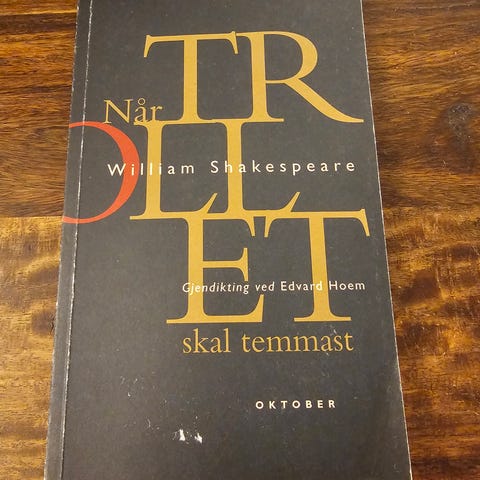 Når
TR
OLL
ET
William Shakespeare
Gjendikting ved Edvard Hoem
skal temmast
OKTOBER